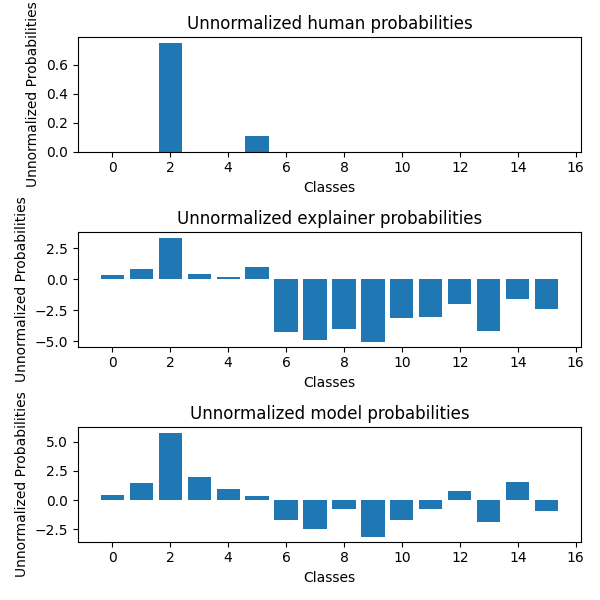 Unnormalized human probabilities
Unnormalized Probabilities
0.6
0.4
0.2
0.0
0 2 4 6 8 10 12 14 16
Classes
Unnormalized explainer probabilities
Unnormalized Probabilities
2.5
0.0
−2.5
−5.0
0 2 4 6 8 10 12 14 16
Classes
Unnormalized model probabilities
Unnormalized Probabilities
5.0
2.5
0.0
−2.5
0 2 4 6 8 10 12 14 16
Classes